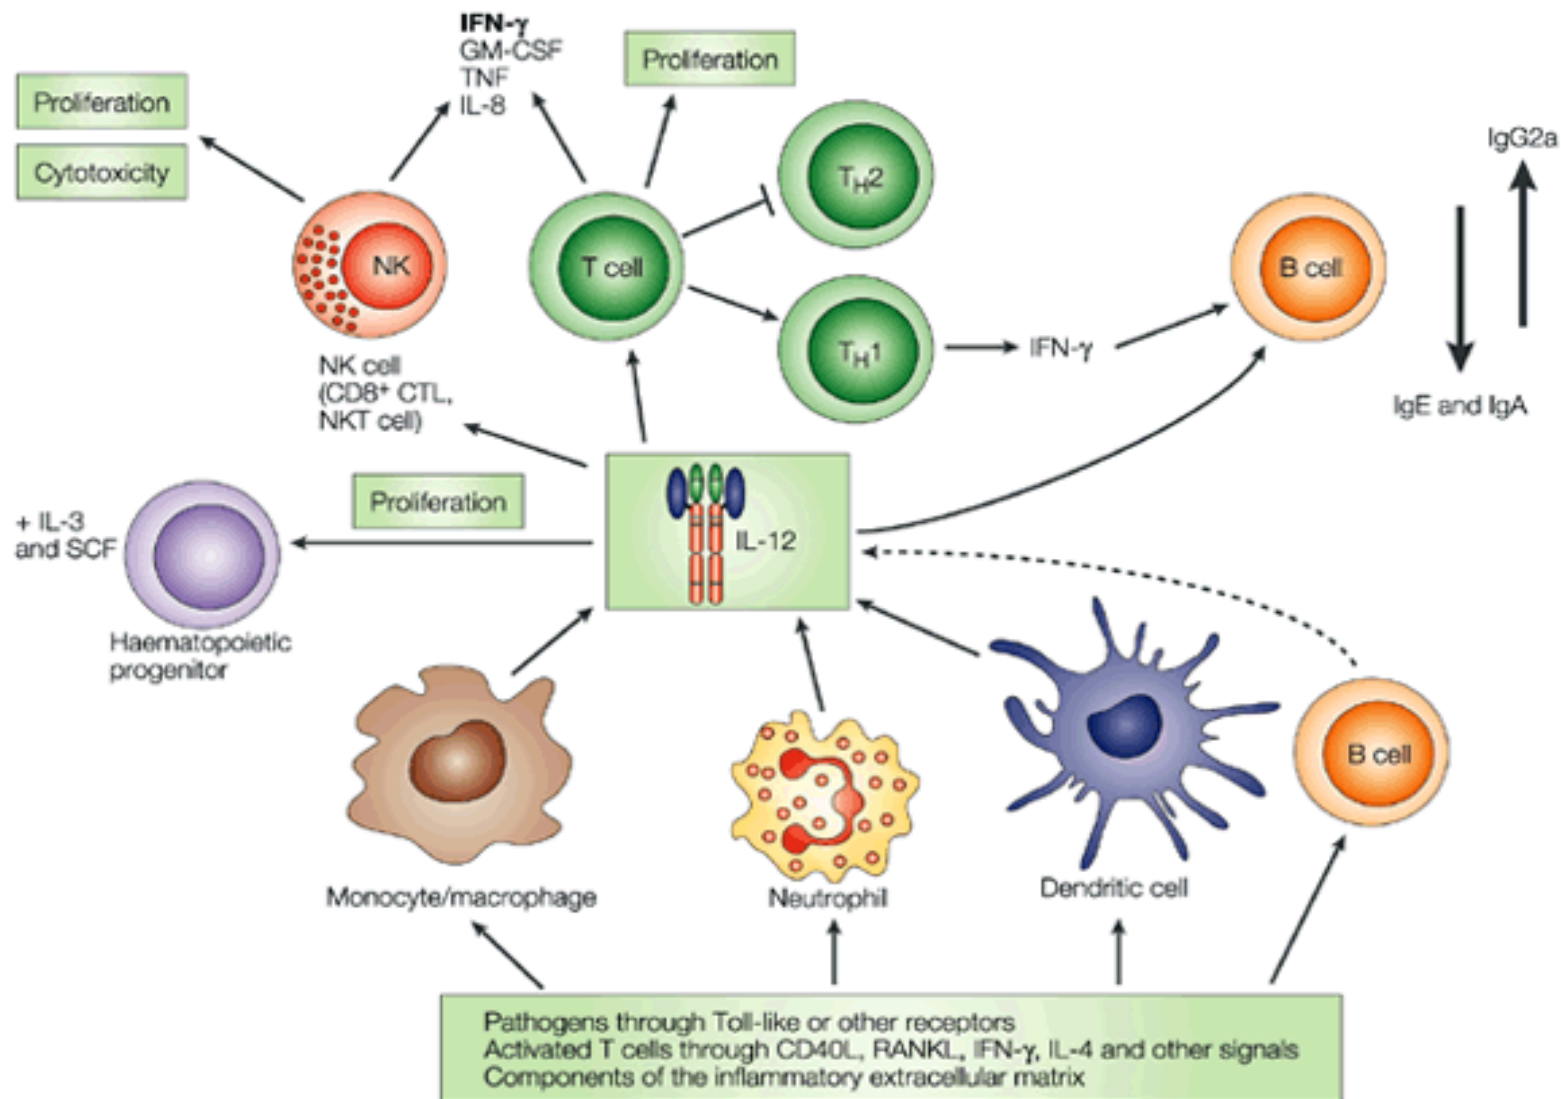 IFN-γ
GM-CSF
TNF
IL-8
Proliferation
Proliferation
Cytotoxicity
IgG2a
TH2
NK
T cell
B cell
TH1
IFN-γ
NK cell
(CD8+ CTL,
NKT cell)
IgE and IgA
Proliferation
+ IL-3
and SCF
IL-12
Haematopoietic
progenitor
B cell
Monocyte/macrophage
Neutrophil
Dendritic cell
Pathogens through Toll-like or other receptors
Activated T cells through CD40L, RANKL, IFN-γ, IL-4 and other signals
Components of the inflammatory extracellular matrix